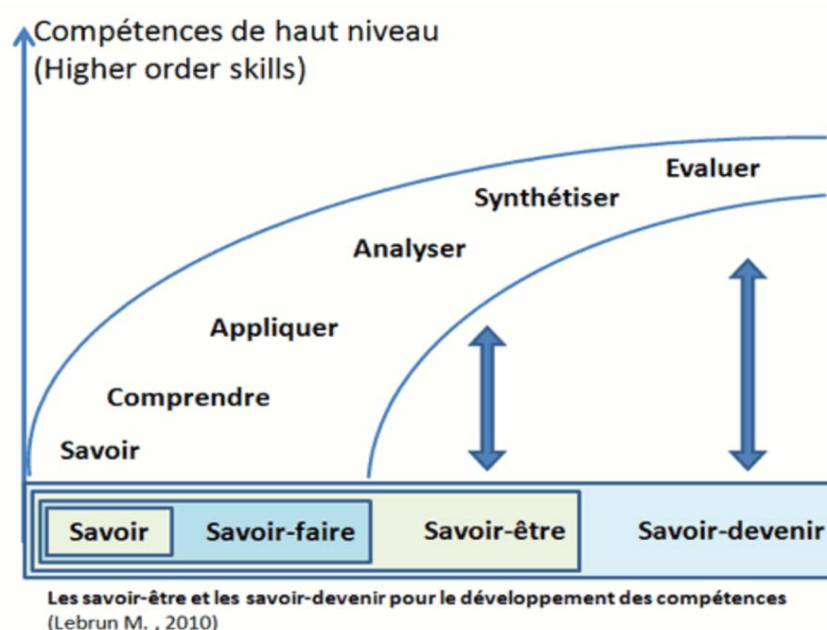 Compétences de haut niveau
(Higher order skills)
Evaluer
Synthétiser
Analyser
Appliquer
Comprendre
Savoir
Savoir Savoir-faire Savoir-être Savoir-devenir
Les savoir-être et les savoir-devenir pour le développement des compétences
(Lebrun M. , 2010)